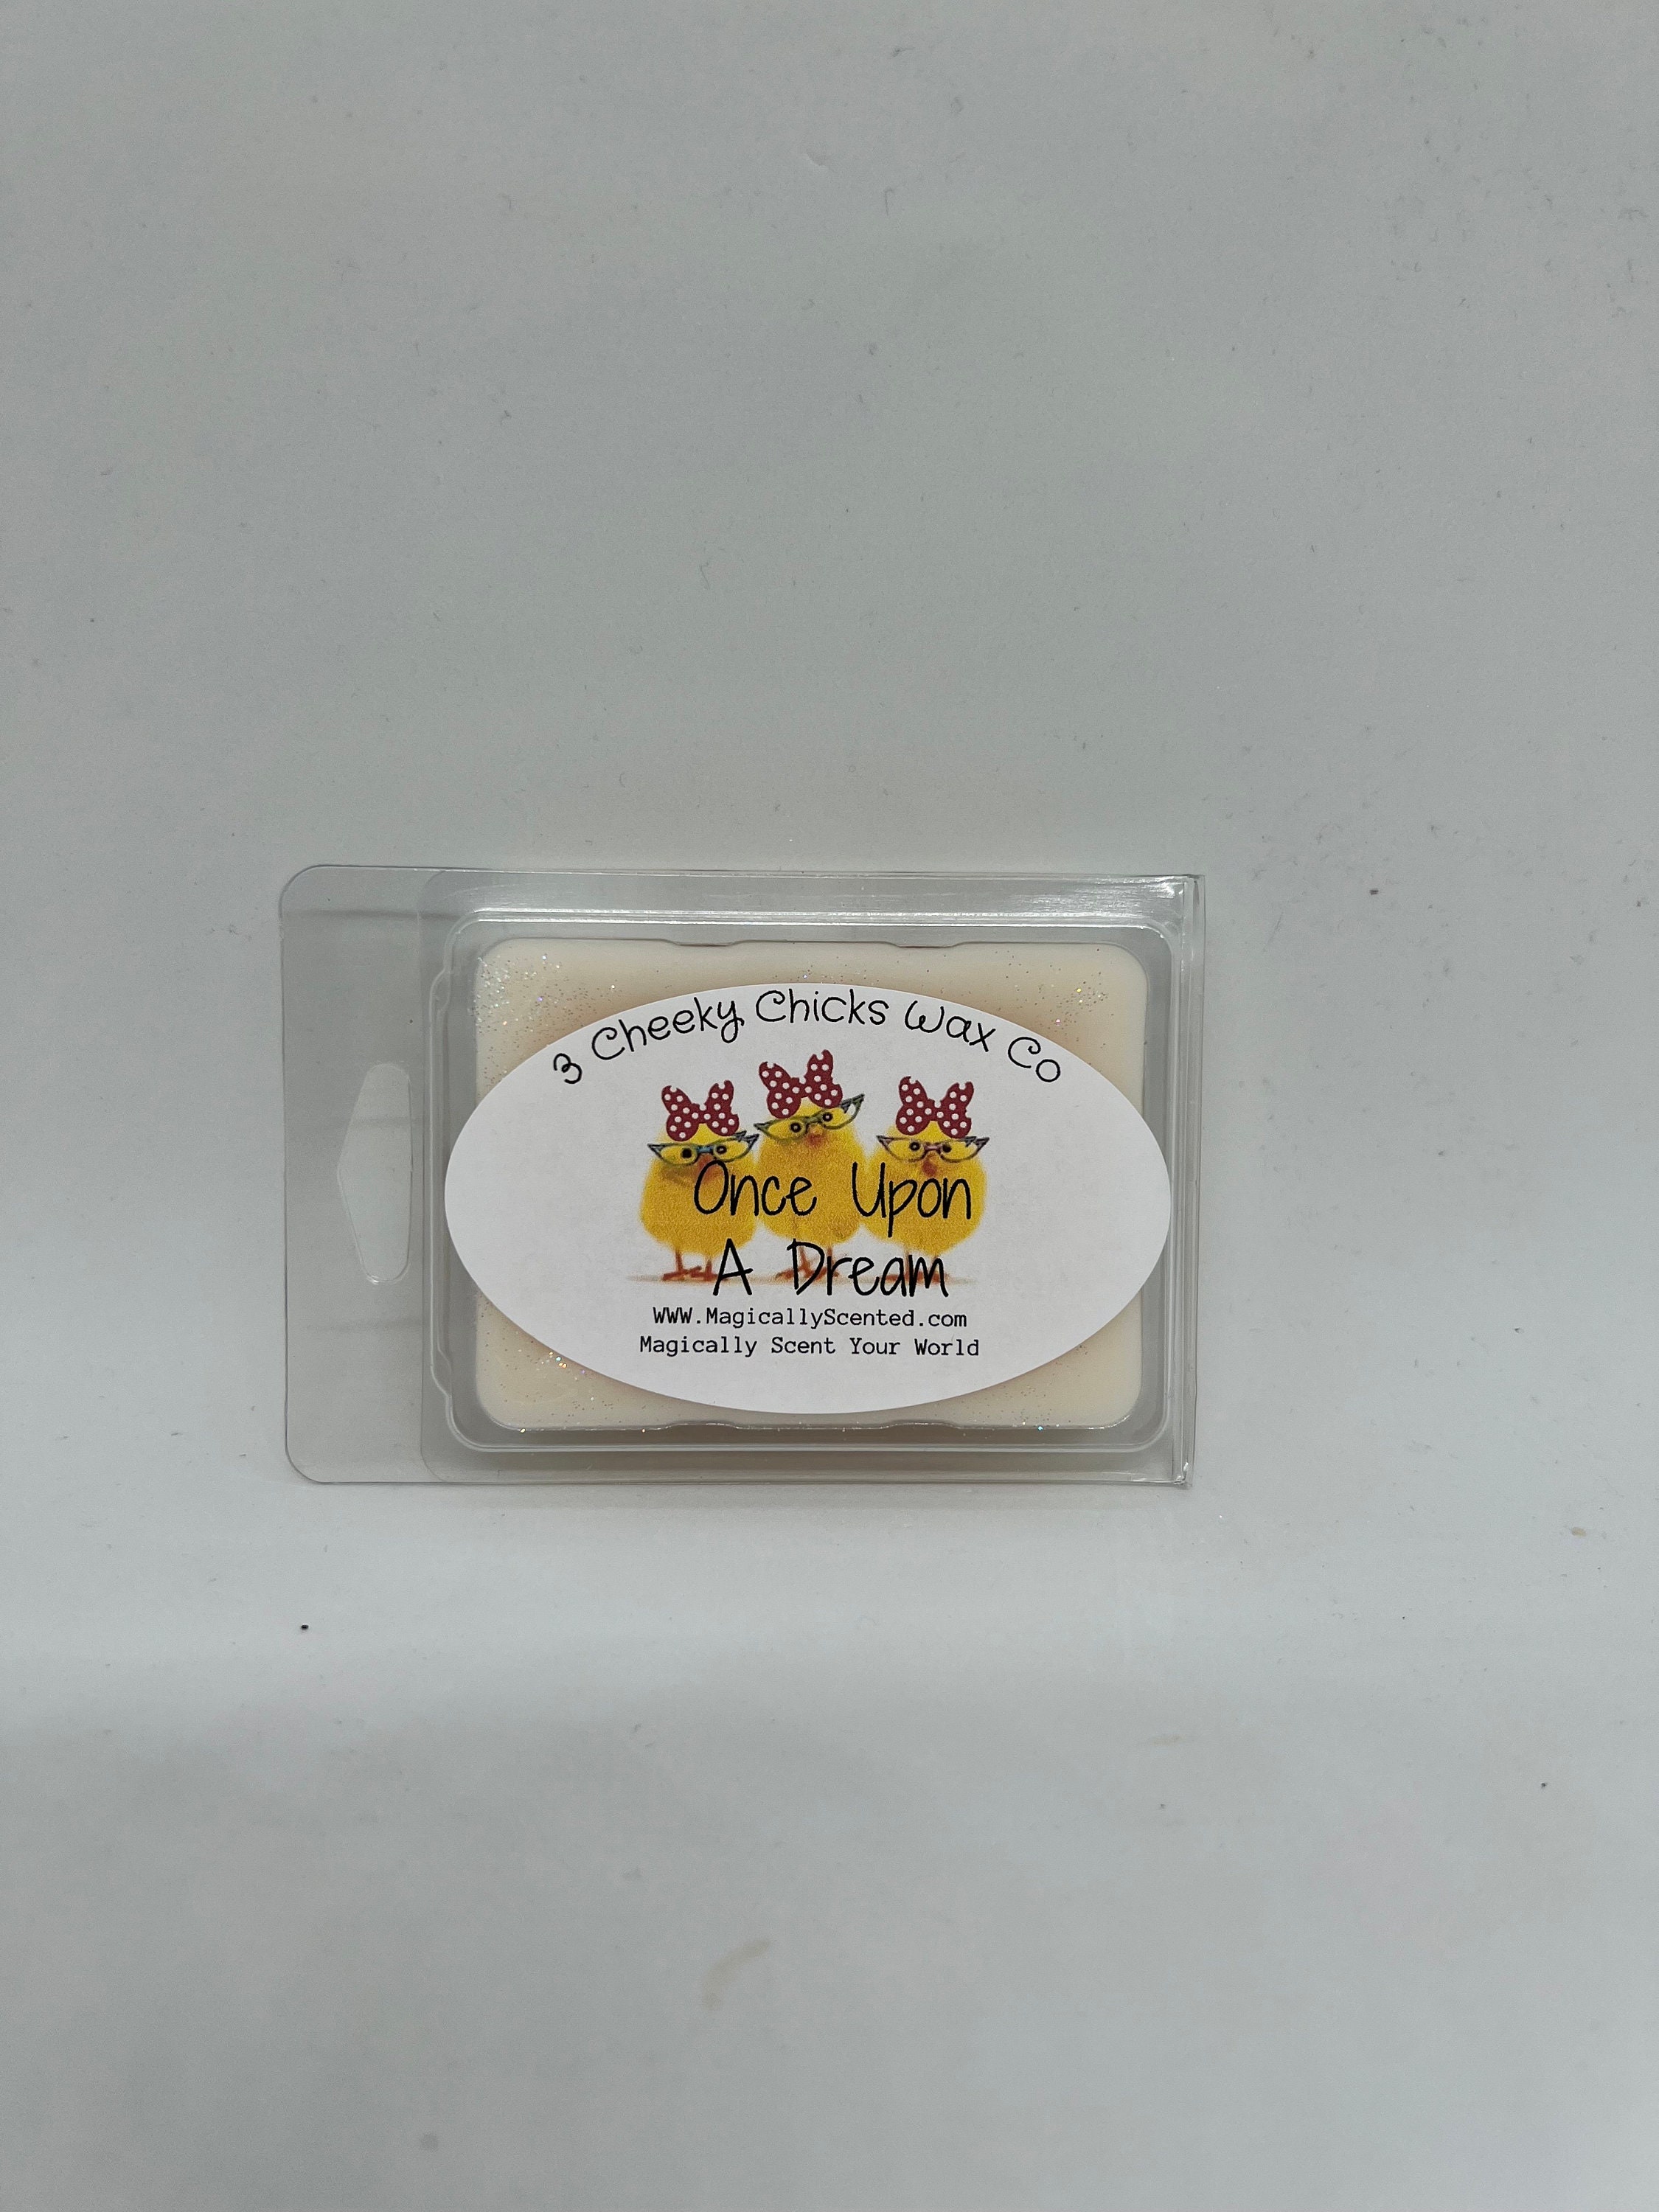 3 Cheeky Chicks Wax Co
Once Upon
A Dream
WWW.MagicallyScented.com
Magically Scent Your World